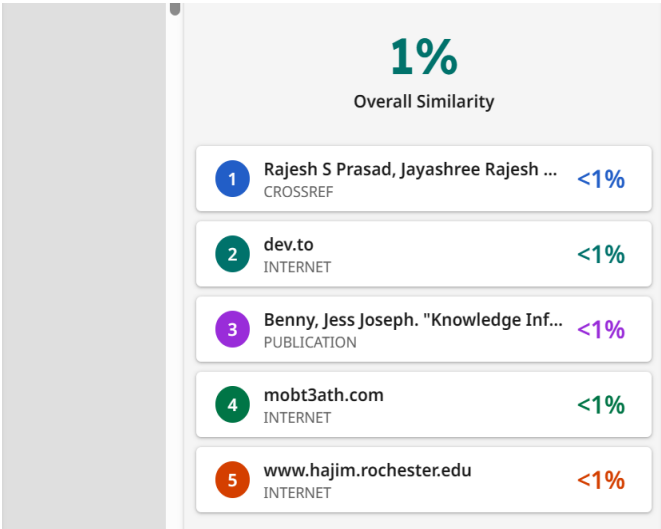 1%
Overall Similarity
1 Rajesh S Prasad, Jayashree Rajesh ... <1%
CROSSREF
2 dev.to <1%
INTERNET
3 Benny, Jess Joseph. "Knowledge Inf... <1%
PUBLICATION
4 mobt3ath.com <1%
INTERNET
5 www.hajim.rochester.edu <1%
INTERNET